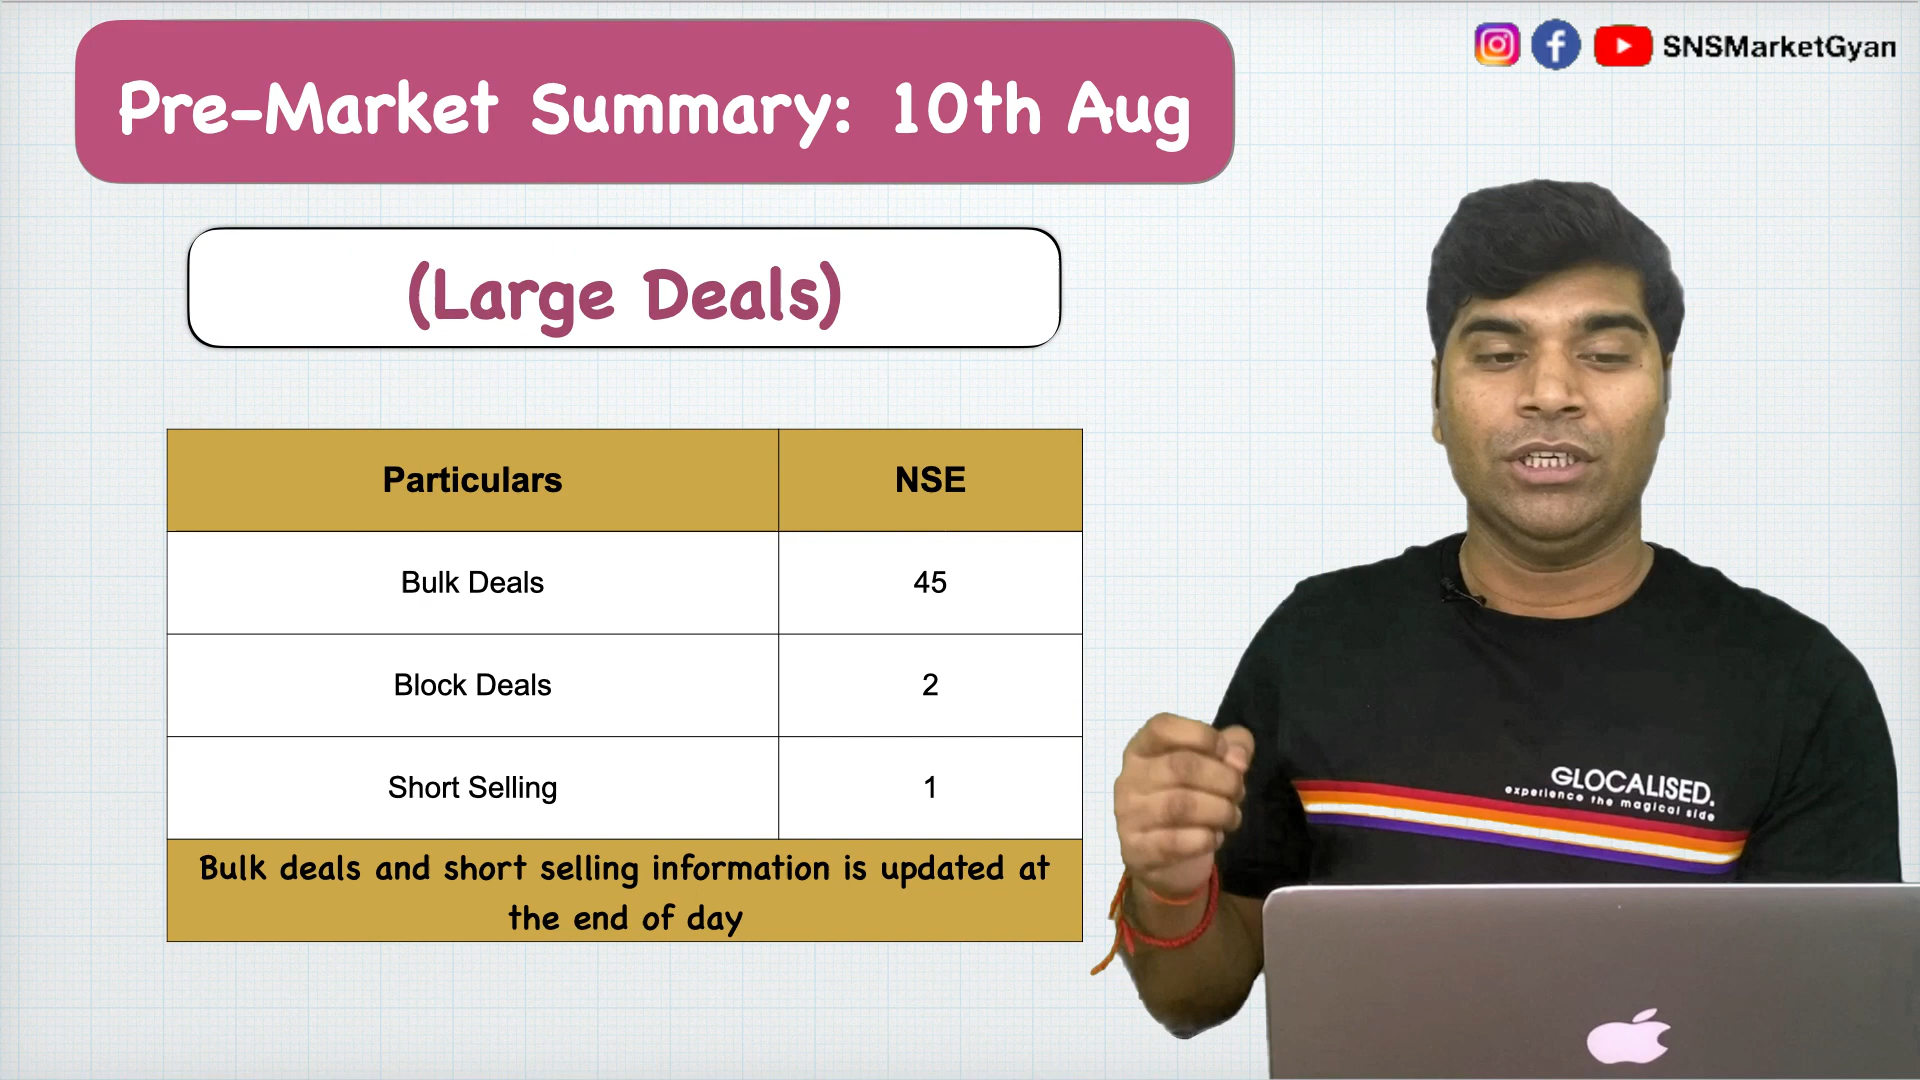 Pre-Market Summary: 10th Aug
SNSMarketGyan
(Large Deals)
Particulars NSE
Bulk Deals 45
Block Deals 2
Short Selling 1
Bulk deals and short selling information is updated at
the end of day
GLOCALISED.
experience the magical side